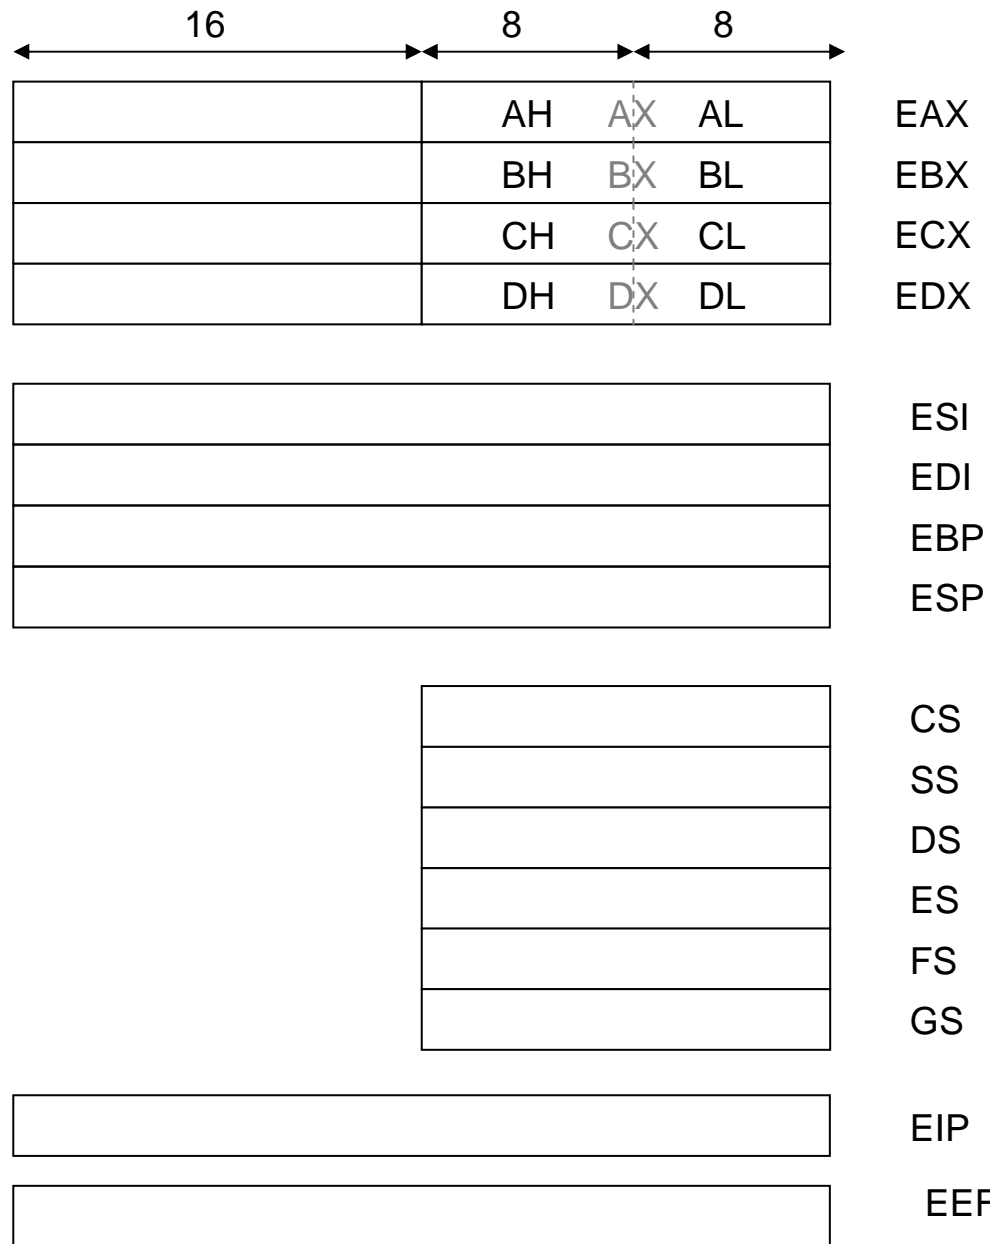 16 8 8
AH AX AL EAX
BH BX BL EBX
CH CX CL ECX
DH DX DL EDX
ESI
EDI
EBP
ESP
CS
SS
DS
ES
FS
GS
EIP